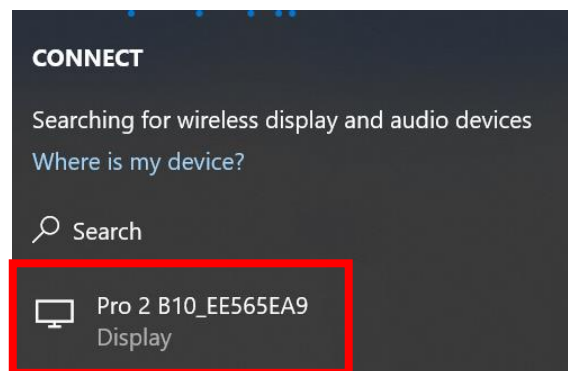 CONNECT
Searching for wireless display and audio devices
Where is my device?
Search
Pro 2 B10_EE565EA9
Display